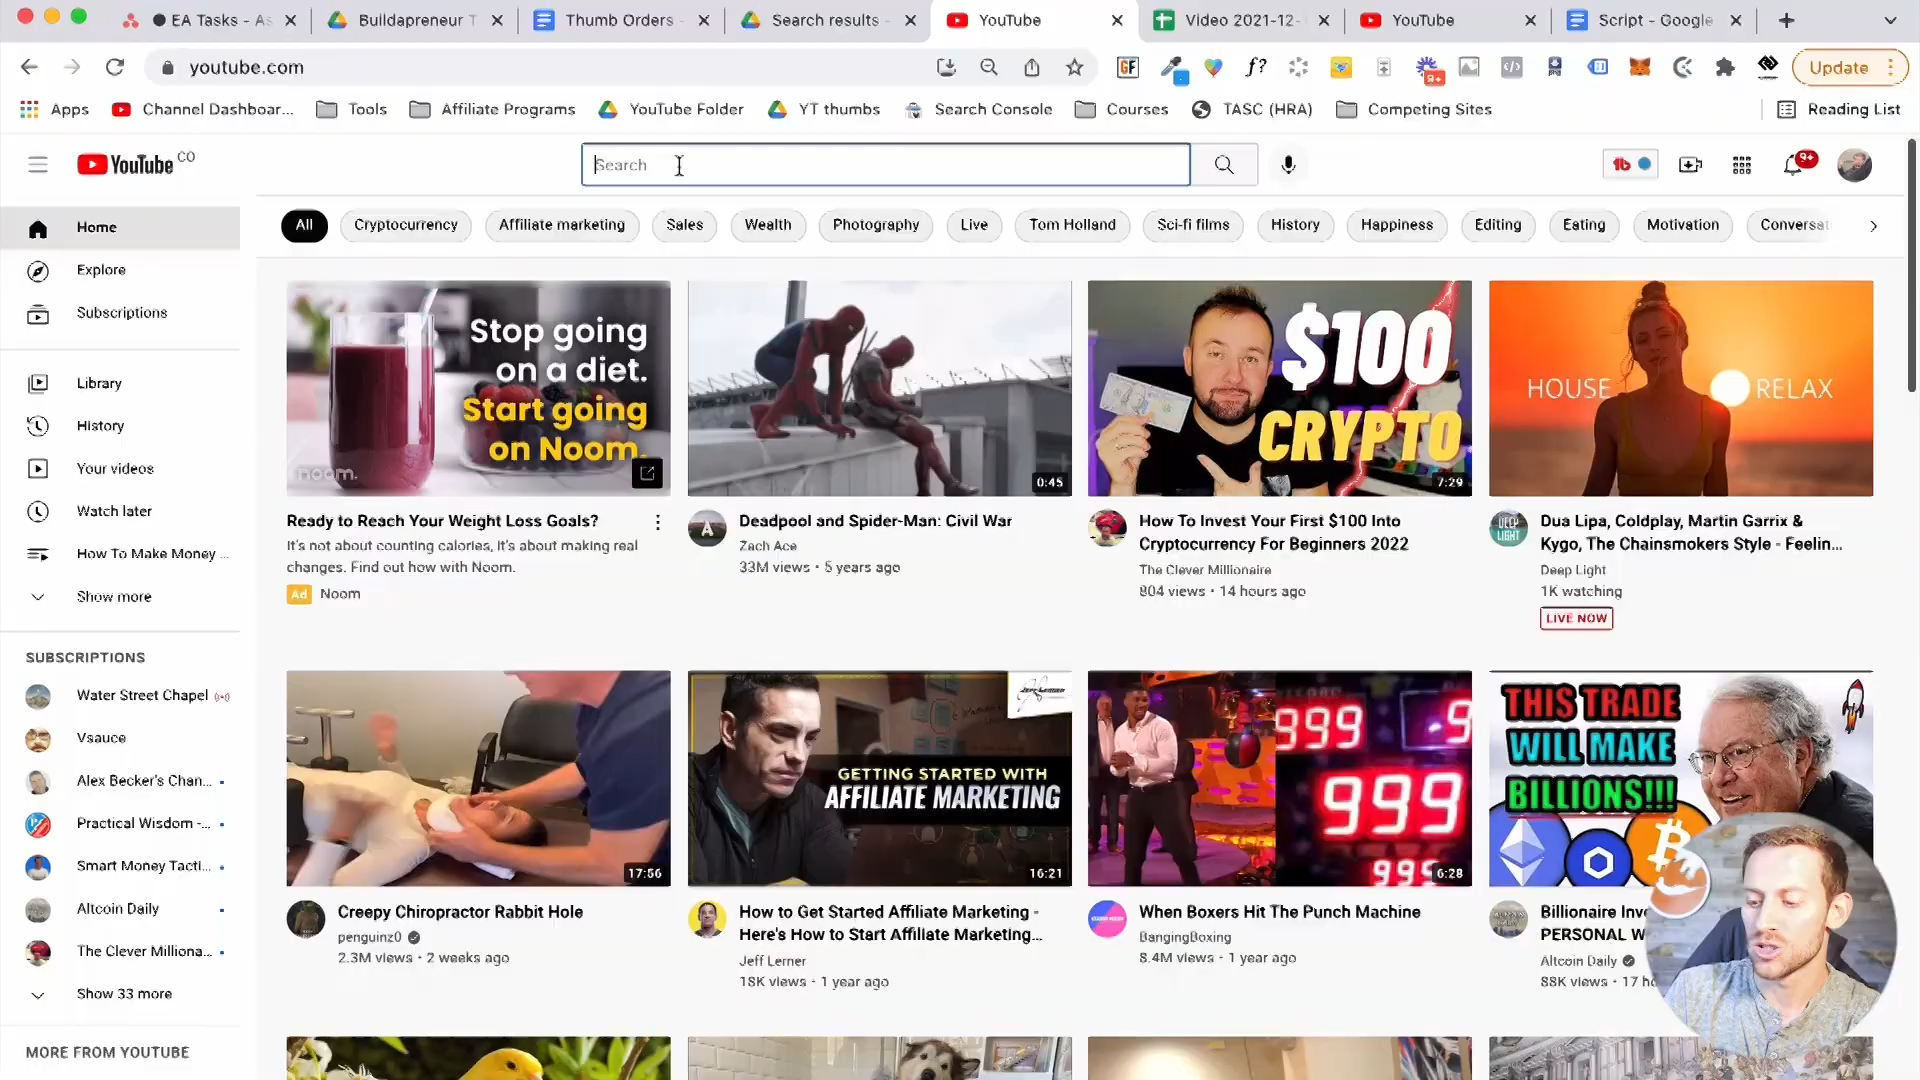 EA Tasks - As
Buildapreneur T
Thumb Orders -
Search results -
YouTube
Video 2021-12-
YouTube
Script - Google
youtube.com
GF
f?
9+
Update
Apps
Channel Dashboar...
Tools
Affiliate Programs
YouTube Folder
YT thumbs
Search Console
Courses
TASC (HRA)
Competing Sites
Reading List
YouTube CO
Search
9+
All
Cryptocurrency
Affiliate marketing
Sales
Wealth
Photography
Live
Tom Holland
Sci-fi films
History
Happiness
Editing
Eating
Motivation
Conversat
Home
Explore
Subscriptions
Library
History
Your videos
Watch later
How To Make Money ...
Show more
SUBSCRIPTIONS
Water Street Chapel
Vsauce
Alex Becker's Chan...
Practical Wisdom -...
Smart Money Tacti...
Altcoin Daily
The Clever Milliona...
Show 33 more
MORE FROM YOUTUBE
Stop going
on a diet.
Start going
on Noom.
noom.
Ready to Reach Your Weight Loss Goals?
It's not about counting calories, it's about making real
changes. Find out how with Noom.
Ad Noom
0:45
Deadpool and Spider-Man: Civil War
Zach Ace
33M views • 5 years ago
$100
CRYPTO
7:29
How To Invest Your First $100 Into
Cryptocurrency For Beginners 2022
The Clever Millionaire
804 views • 14 hours ago
HOUSE RELAX
DEEP
LIGHT
Dua Lipa, Coldplay, Martin Garrix &
Kygo, The Chainsmokers Style - Feelin...
Deep Light
1K watching
LIVE NOW
17:56
Creepy Chiropractor Rabbit Hole
penguinz0
2.3M views • 2 weeks ago
GETTING STARTED WITH
AFFILIATE MARKETING
16:21
How to Get Started Affiliate Marketing -
Here's How to Start Affiliate Marketing...
Jeff Lerner
18K views • 1 year ago
999
9
999
999
6:28
When Boxers Hit The Punch Machine
BangingBoxing
8.4M views • 1 year ago
THIS TRADE
WILL MAKE
BILLIONS!!!
Billionaire Inv
PERSONAL W
Altcoin Daily
88K views • 17 h